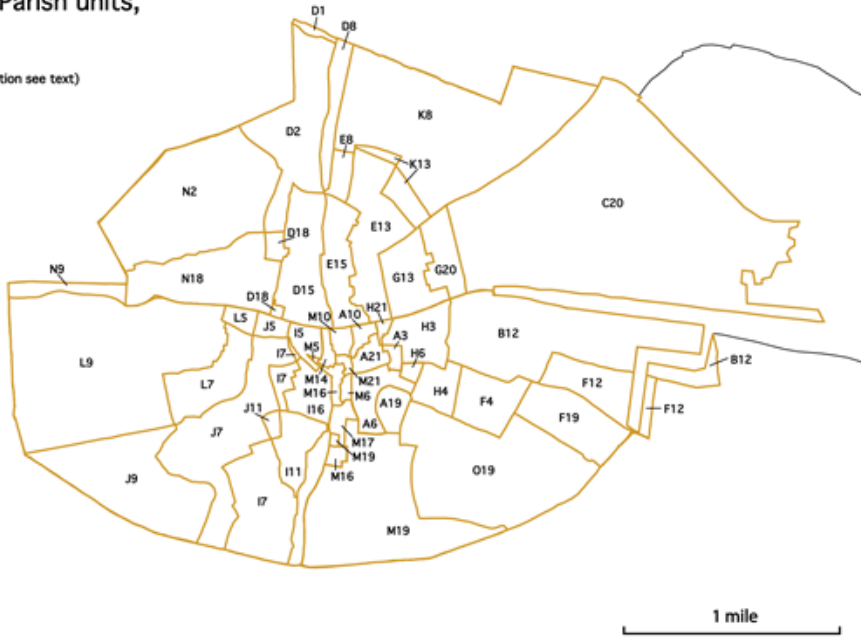 Parish units,
tion see text)
D1
D8
K8
D2
E8
K13
N2
C20
D18
E13
E15
N9
N18
G13
G20
D15
D18
M10
A10
H21
L5
J5
I5
A3
H3
B12
M5
A21
H6
B12
L9
I7
L7
I7
M14
M21
M16
M6
A19
H4
F4
F12
F12
J11
I16
A6
F19
J7
M17
M19
J9
I11
M16
O19
I7
M19
1 mile